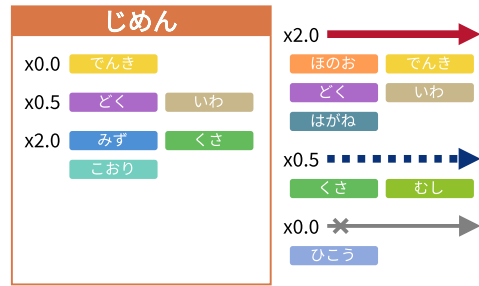 じめん
x0.0 でんき
x0.5 どく いわ
x2.0 みず くさ
こおり
x2.0
ほのお でんき
どく いわ
はがね
x0.5
くさ むし
x0.0
ひこう